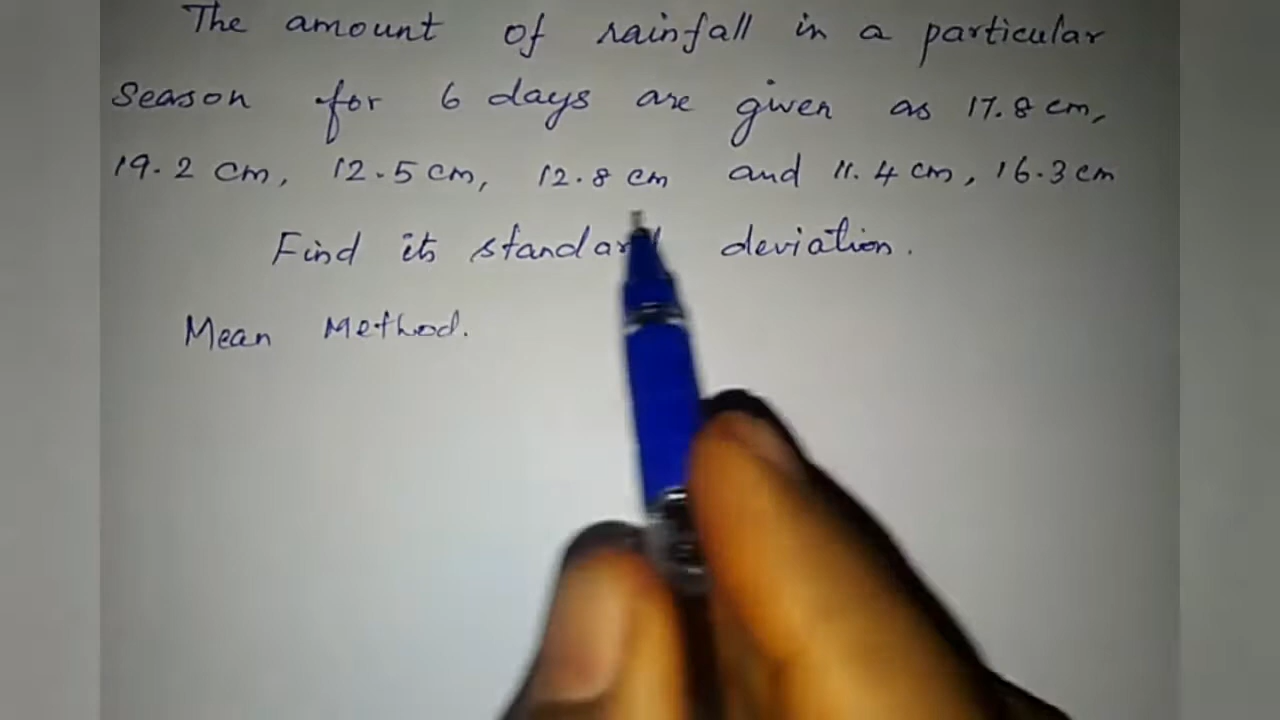 The amount of rainfall in a particular
Season for 6 days are given as 17.8 cm,
19.2 cm, 12.5 cm, 12.8 cm and 11.4 cm, 16.3 cm
Find its standard deviation.
Mean Method.